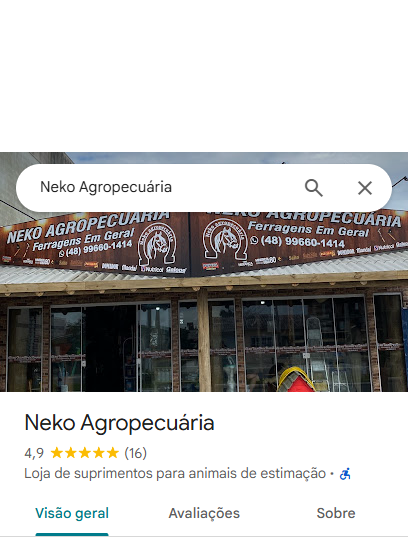 Neko Agropecuária
NEKO AGROPECUÁRIA
Ferragens Em Geral
(48) 99660-1414
NEKO AGROPECUÁRIA
Ferragens Em Geral
(48) 99660-1414
Neko Agropecuária
4,9 (16)
Loja de suprimentos para animais de estimação ·
Visão geral
Avaliações
Sobre